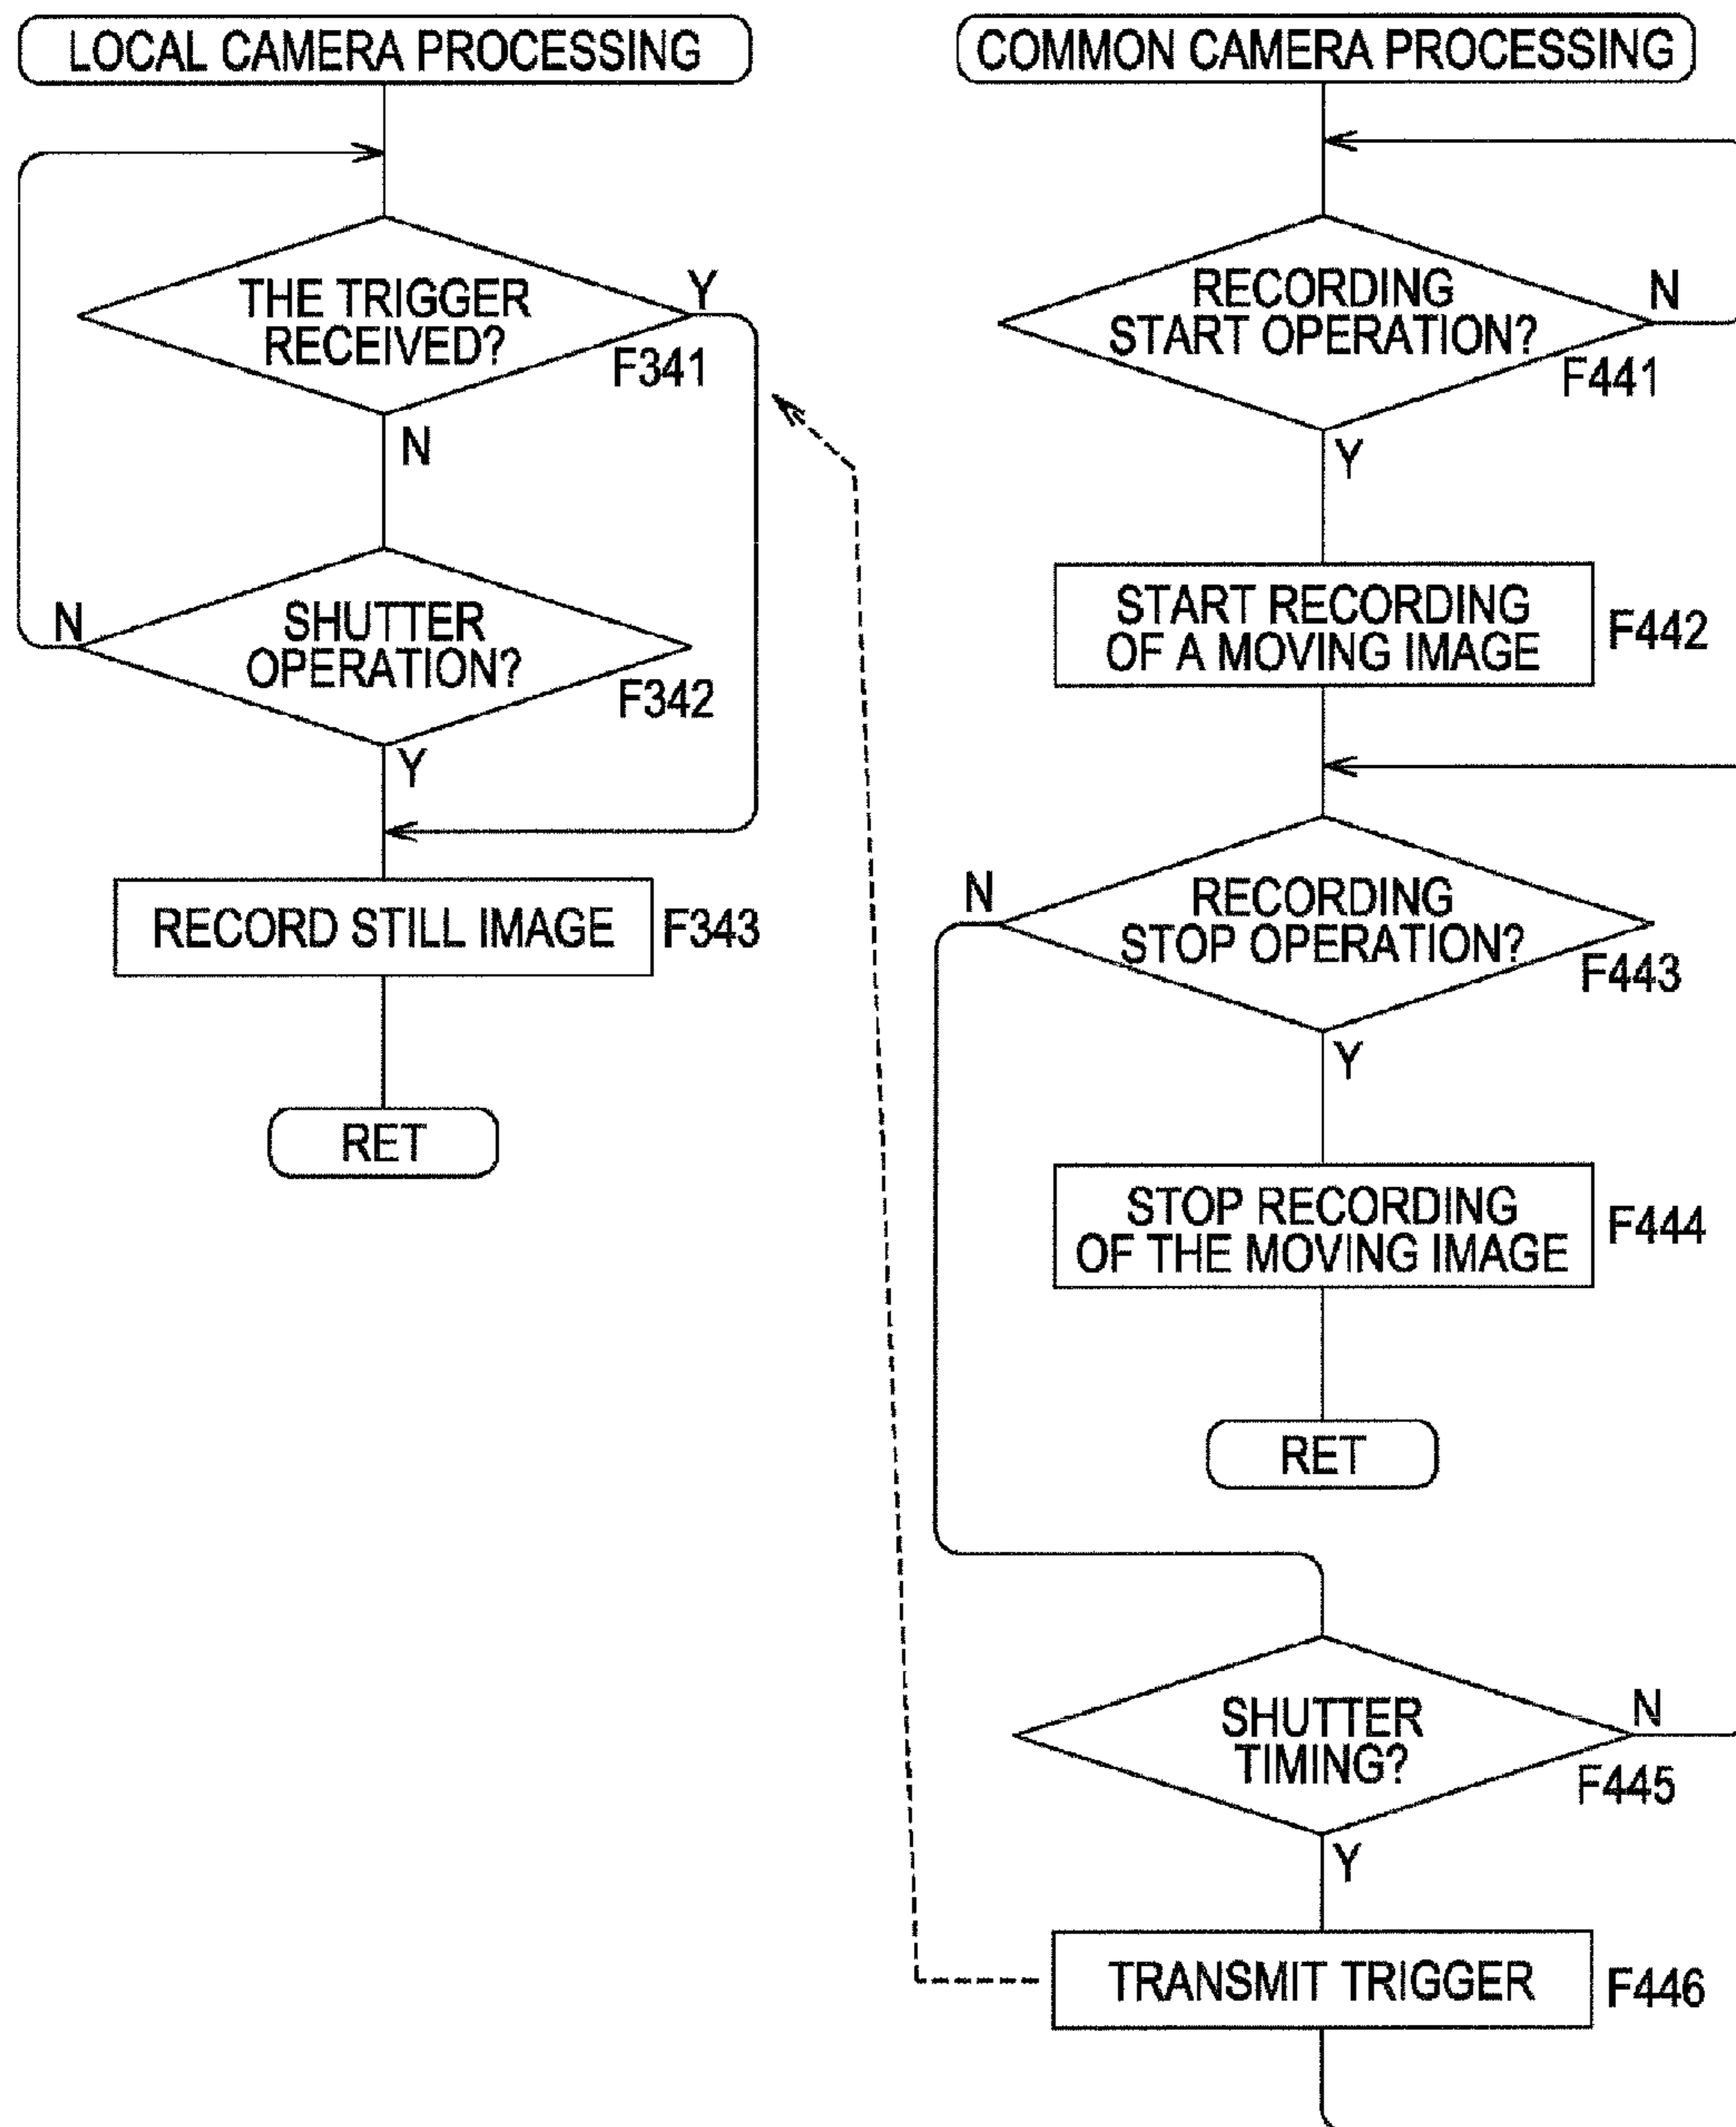 LOCAL CAMERA PROCESSING
THE TRIGGER
RECEIVED?
Y
F341
N
SHUTTER
OPERATION?
N
F342
Y
RECORD STILL IMAGE
F343
RET
COMMON CAMERA PROCESSING
RECORDING
START OPERATION?
N
F441
Y
START RECORDING
OF A MOVING IMAGE
F442
RECORDING
STOP OPERATION?
N
F443
Y
STOP RECORDING
OF THE MOVING IMAGE
F444
RET
SHUTTER
TIMING?
N
F445
Y
TRANSMIT TRIGGER
F446